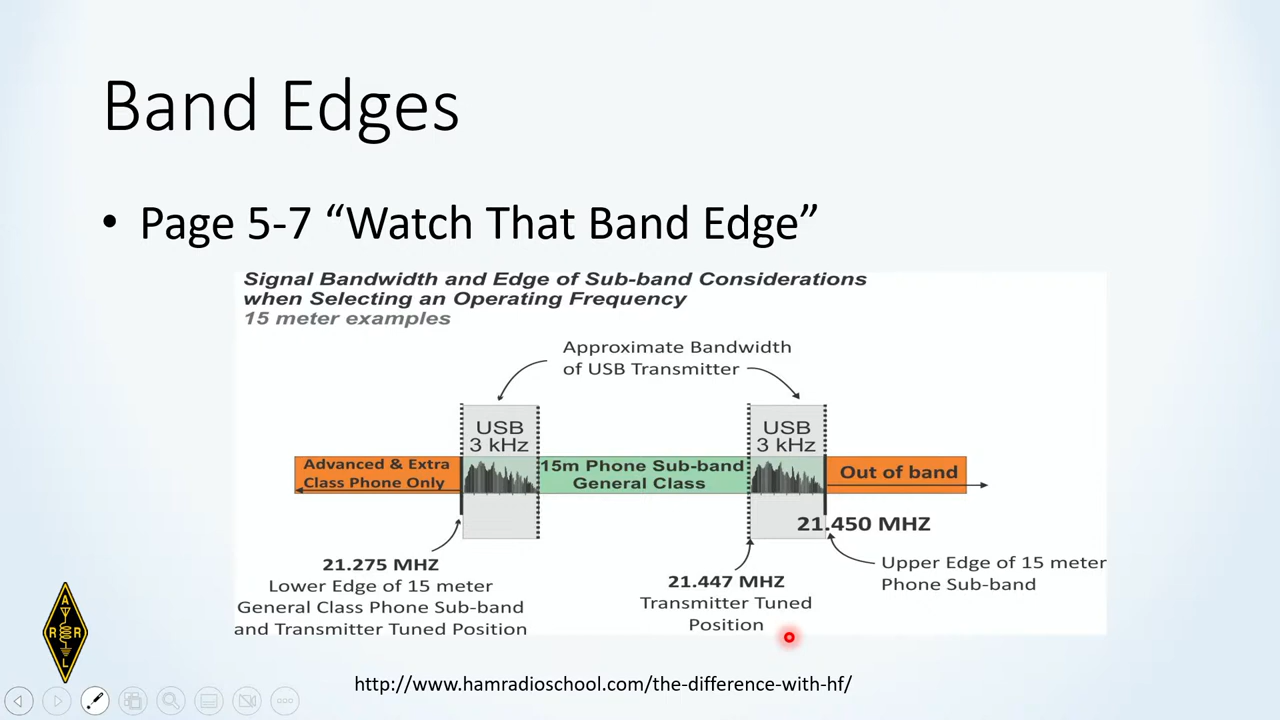 Band Edges
• Page 5-7 “Watch That Band Edge”
Signal Bandwidth and Edge of Sub-band Considerations
when Selecting an Operating Frequency
15 meter examples
Approximate Bandwidth
of USB Transmitter
USB
3 kHz
USB
3 kHz
Advanced & Extra
Class Phone Only
15m Phone Sub-band
General Class
Out of band
21.450 MHZ
21.275 MHZ
Lower Edge of 15 meter
General Class Phone Sub-band
and Transmitter Tuned Position
21.447 MHZ
Transmitter Tuned
Position
Upper Edge of 15 meter
Phone Sub-band
A
R R
L
http://www.hamradioschool.com/the-difference-with-hf/